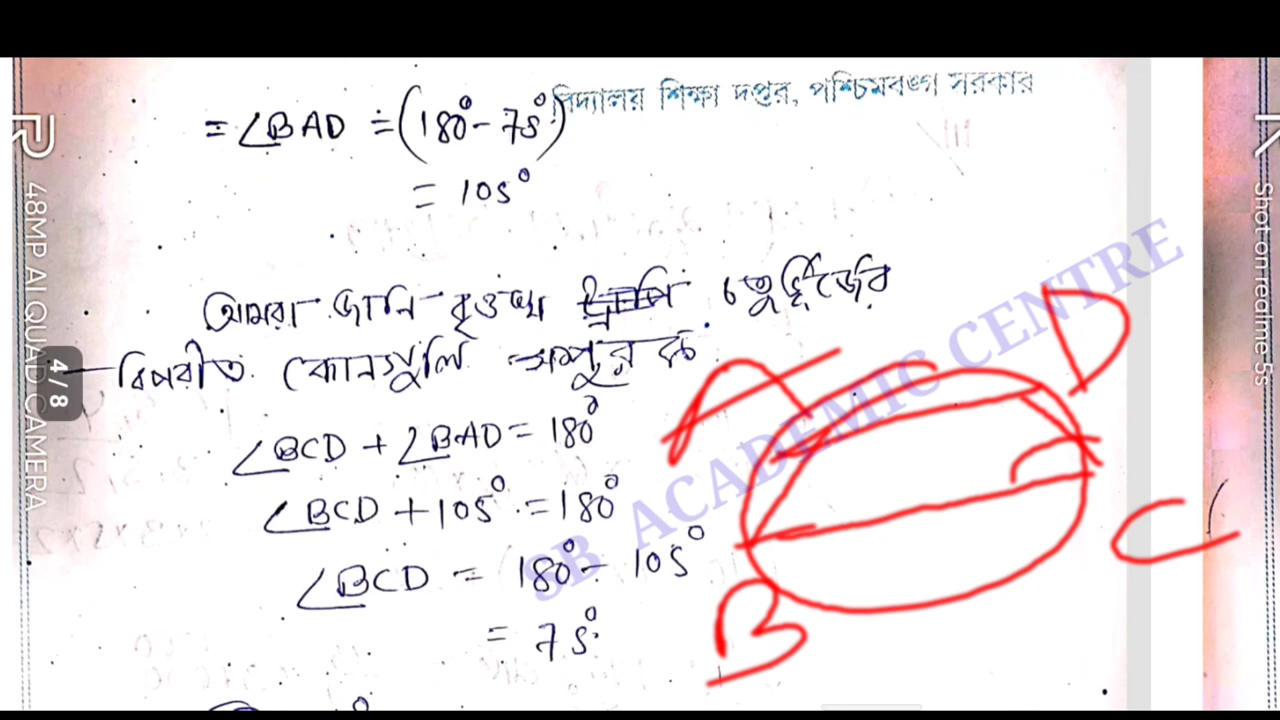 বিদ্যালয় শিক্ষা দপ্তর, পশ্চিমবঙ্গ সরকার
= ∠BAD = (180° - 75°)
= 105°
আমরা জানি বৃত্তস্থ চতুর্ভুজের
বিপরীত কোনগুলি সম্পুরক
∠BCD + ∠BAD = 180°
∠BCD + 105° = 180°
∠BCD = 180° - 105°
= 75°
A
D
B
C
SB ACADEMIC CENTRE
4/8
R
48MP AI QUAD CAMERA
Shot on realme 5s